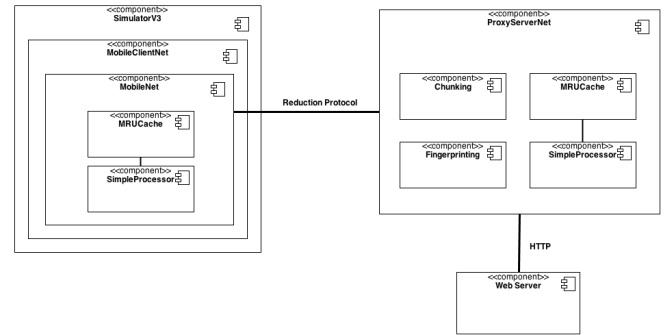 <<component>>
SimulatorV3
<<component>>
MobileClientNet
<<component>>
MobileNet
<<component>>
MRUCache
<<component>>
SimpleProcessor
Reduction Protocol
<<component>>
ProxyServerNet
<<component>>
Chunking
<<component>>
MRUCache
<<component>>
Fingerprinting
<<component>>
SimpleProcessor
HTTP
<<component>>
Web Server